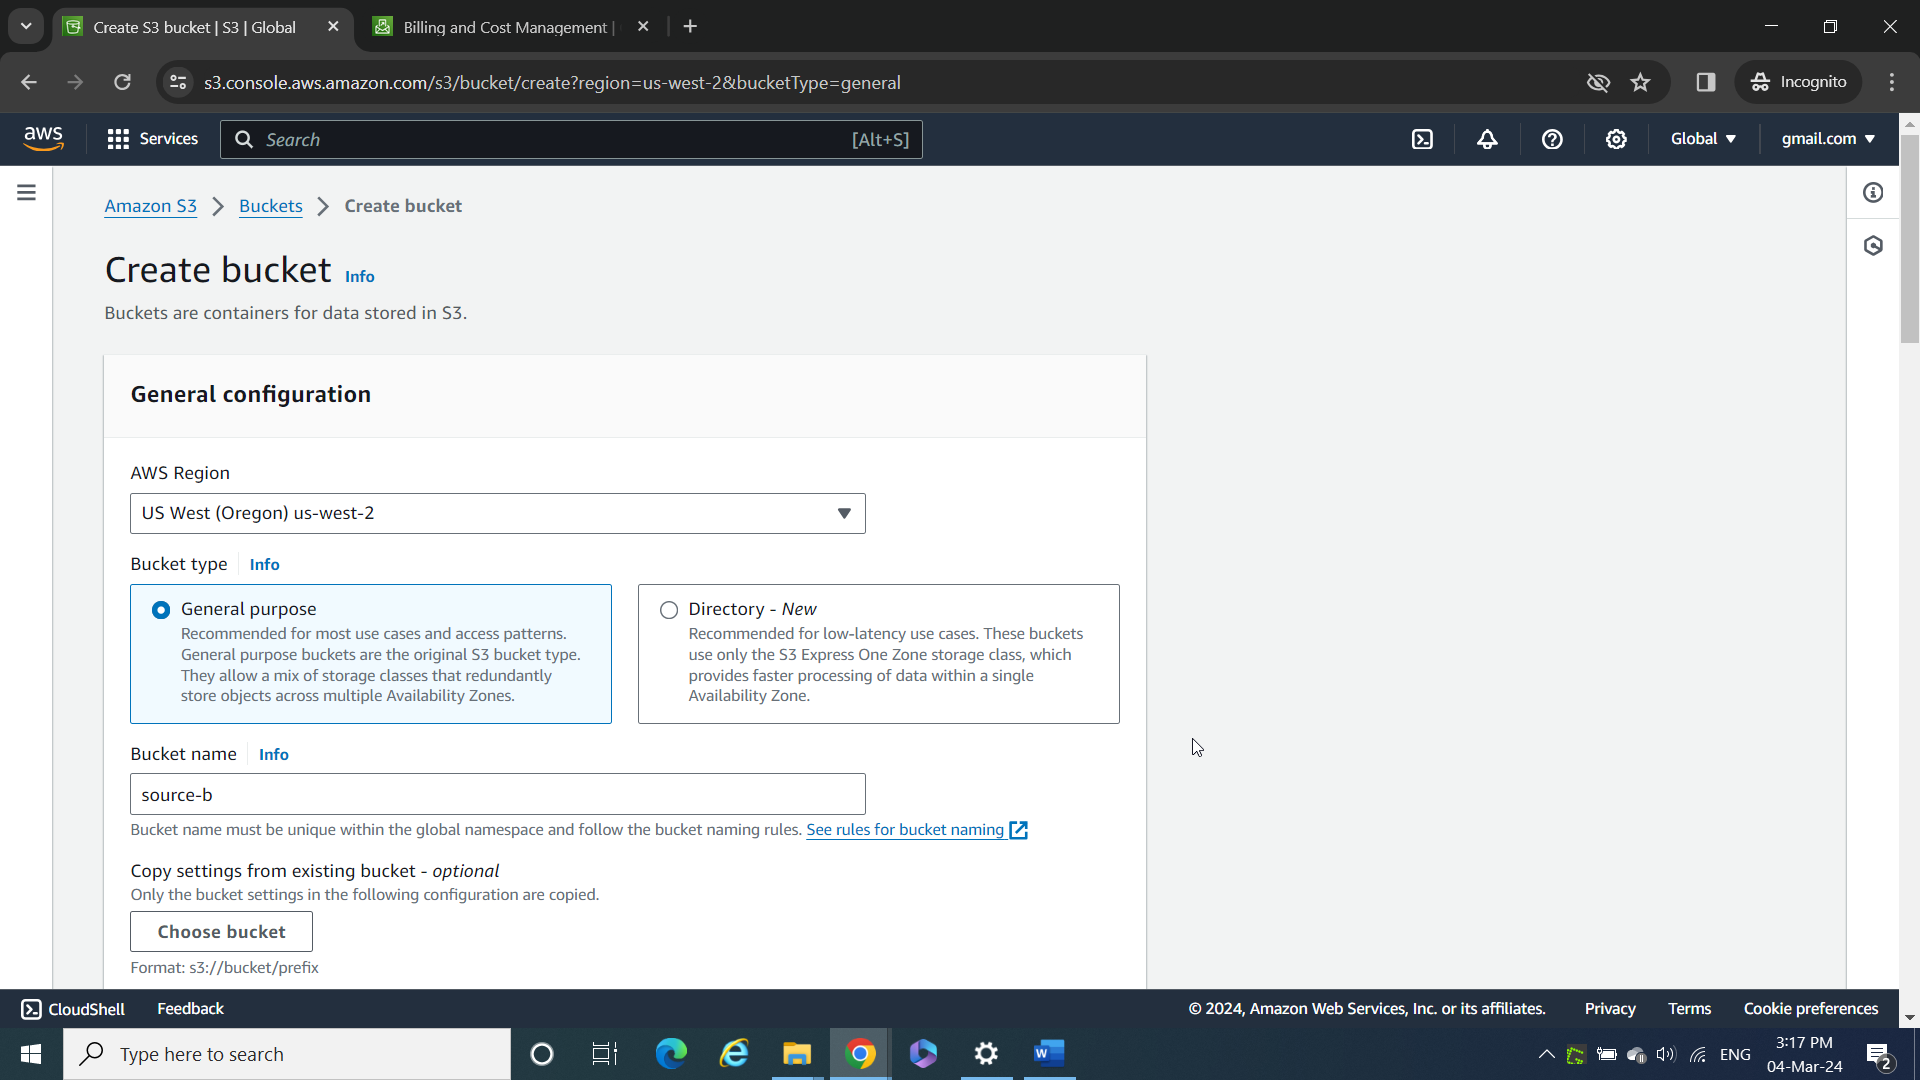 Create S3 bucket | S3 | Global
Billing and Cost Management |
s3.console.aws.amazon.com/s3/bucket/create?region=us-west-2&bucketType=general
Incognito
aws
Services
Search
[Alt+S]
Global
gmail.com
Amazon S3 > Buckets > Create bucket
Create bucket Info
Buckets are containers for data stored in S3.
General configuration
AWS Region
US West (Oregon) us-west-2
Bucket type Info
General purpose
Recommended for most use cases and access patterns.
General purpose buckets are the original S3 bucket type.
They allow a mix of storage classes that redundantly
store objects across multiple Availability Zones.
Directory - New
Recommended for low-latency use cases. These buckets
use only the S3 Express One Zone storage class, which
provides faster processing of data within a single
Availability Zone.
Bucket name Info
source-b
Bucket name must be unique within the global namespace and follow the bucket naming rules. See rules for bucket naming
Copy settings from existing bucket - optional
Only the bucket settings in the following configuration are copied.
Choose bucket
Format: s3://bucket/prefix
CloudShell
Feedback
© 2024, Amazon Web Services, Inc. or its affiliates.
Privacy
Terms
Cookie preferences
Type here to search
ENG
3:17 PM
04-Mar-24
2